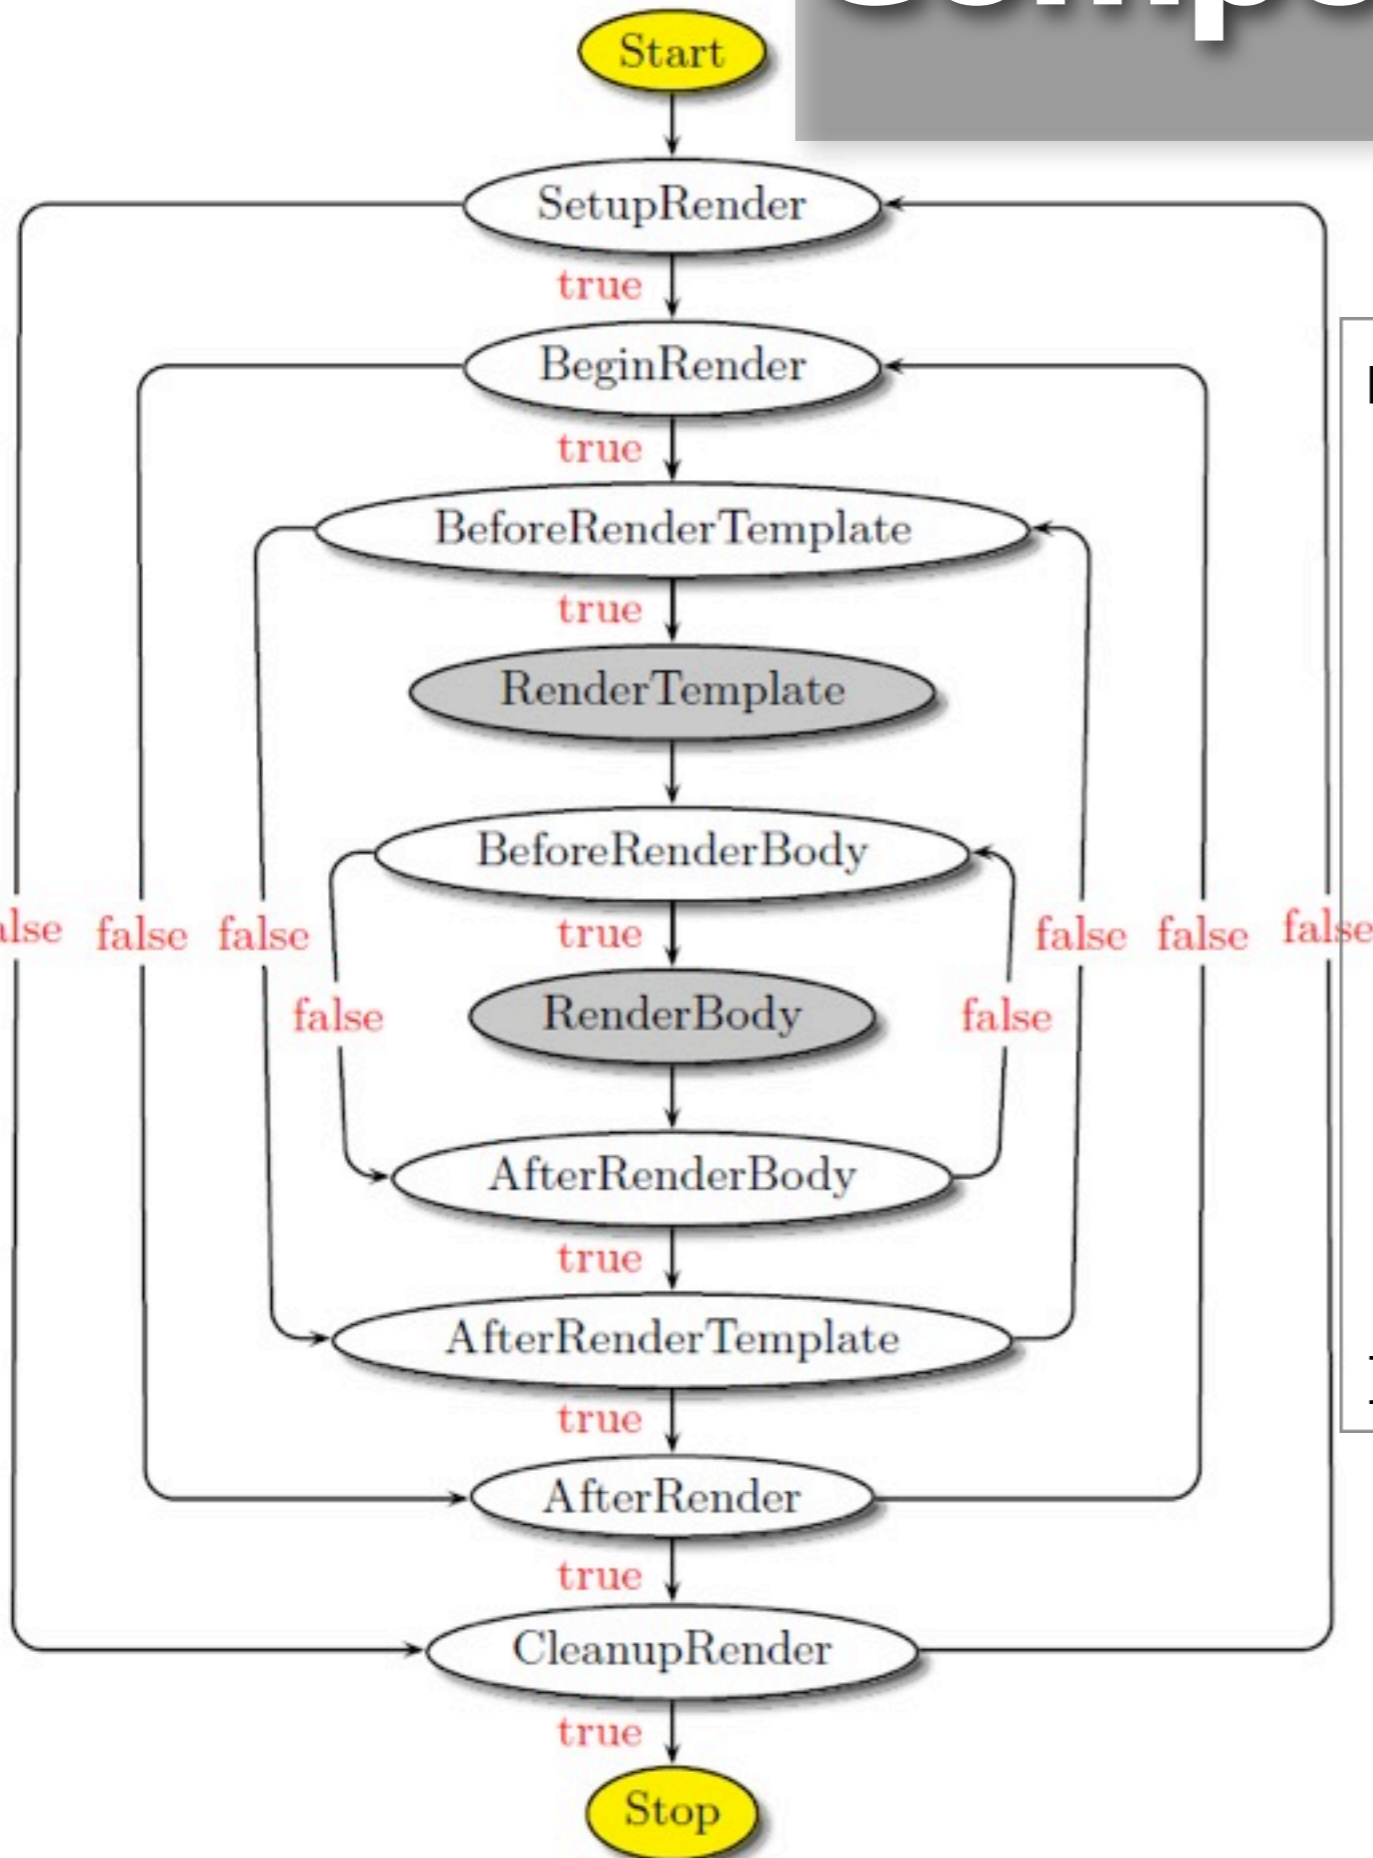 Start
SetupRender
true
BeginRender
true
BeforeRenderTemplate
true
RenderTemplate
BeforeRenderBody
false false true false false false
false RenderBody false
AfterRenderBody
true
AfterRenderTemplate
true
AfterRender
true
CleanupRender
true
Stop